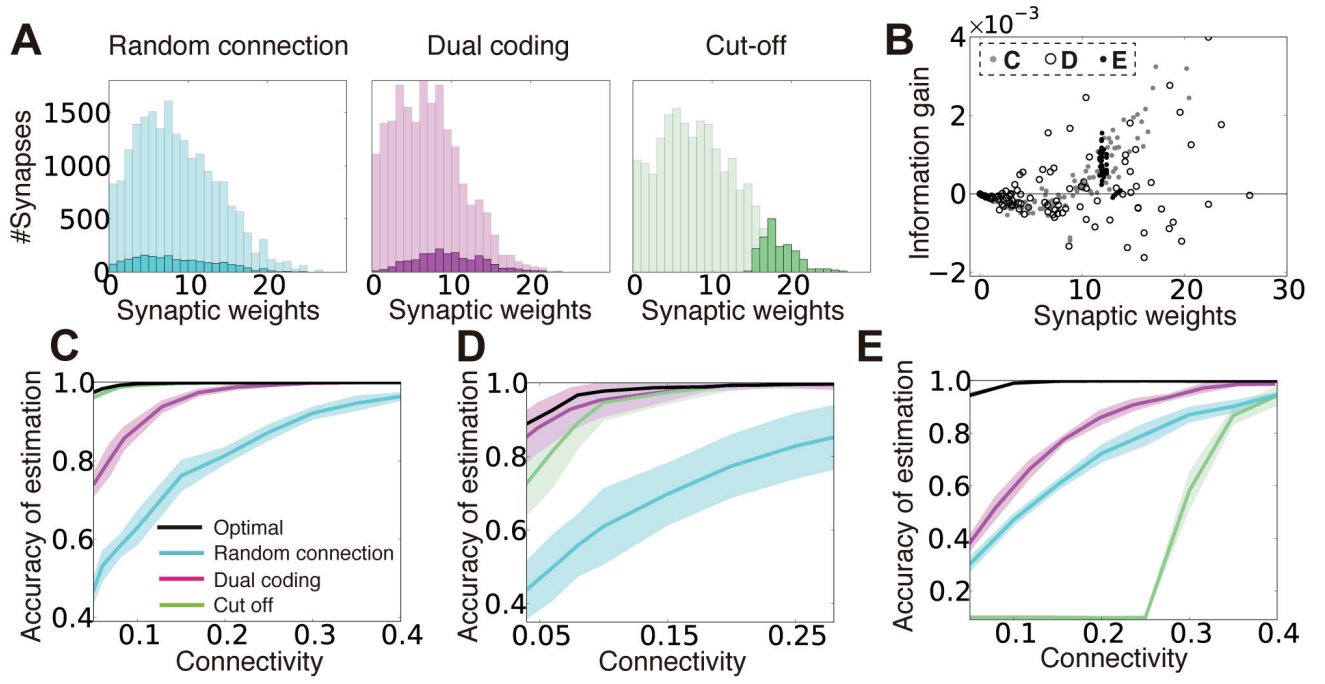 A
Random connection
Dual coding
Cut-off
#Synapses
1500
1000
500
0
0 10 20
Synaptic weights
0 10 20
Synaptic weights
0 10 20
Synaptic weights
B
×10⁻³
4
2
0
−2
Information gain
C D E
0 10 20 30
Synaptic weights
C
Accuracy of estimation
1.0
0.8
0.6
0.4
Optimal
Random connection
Dual coding
Cut off
0.1 0.2 0.3 0.4
Connectivity
D
Accuracy of estimation
1.0
0.8
0.6
0.4
0.05 0.15 0.25
Connectivity
E
Accuracy of estimation
1.0
0.8
0.6
0.4
0.2
0.1 0.2 0.3 0.4
Connectivity